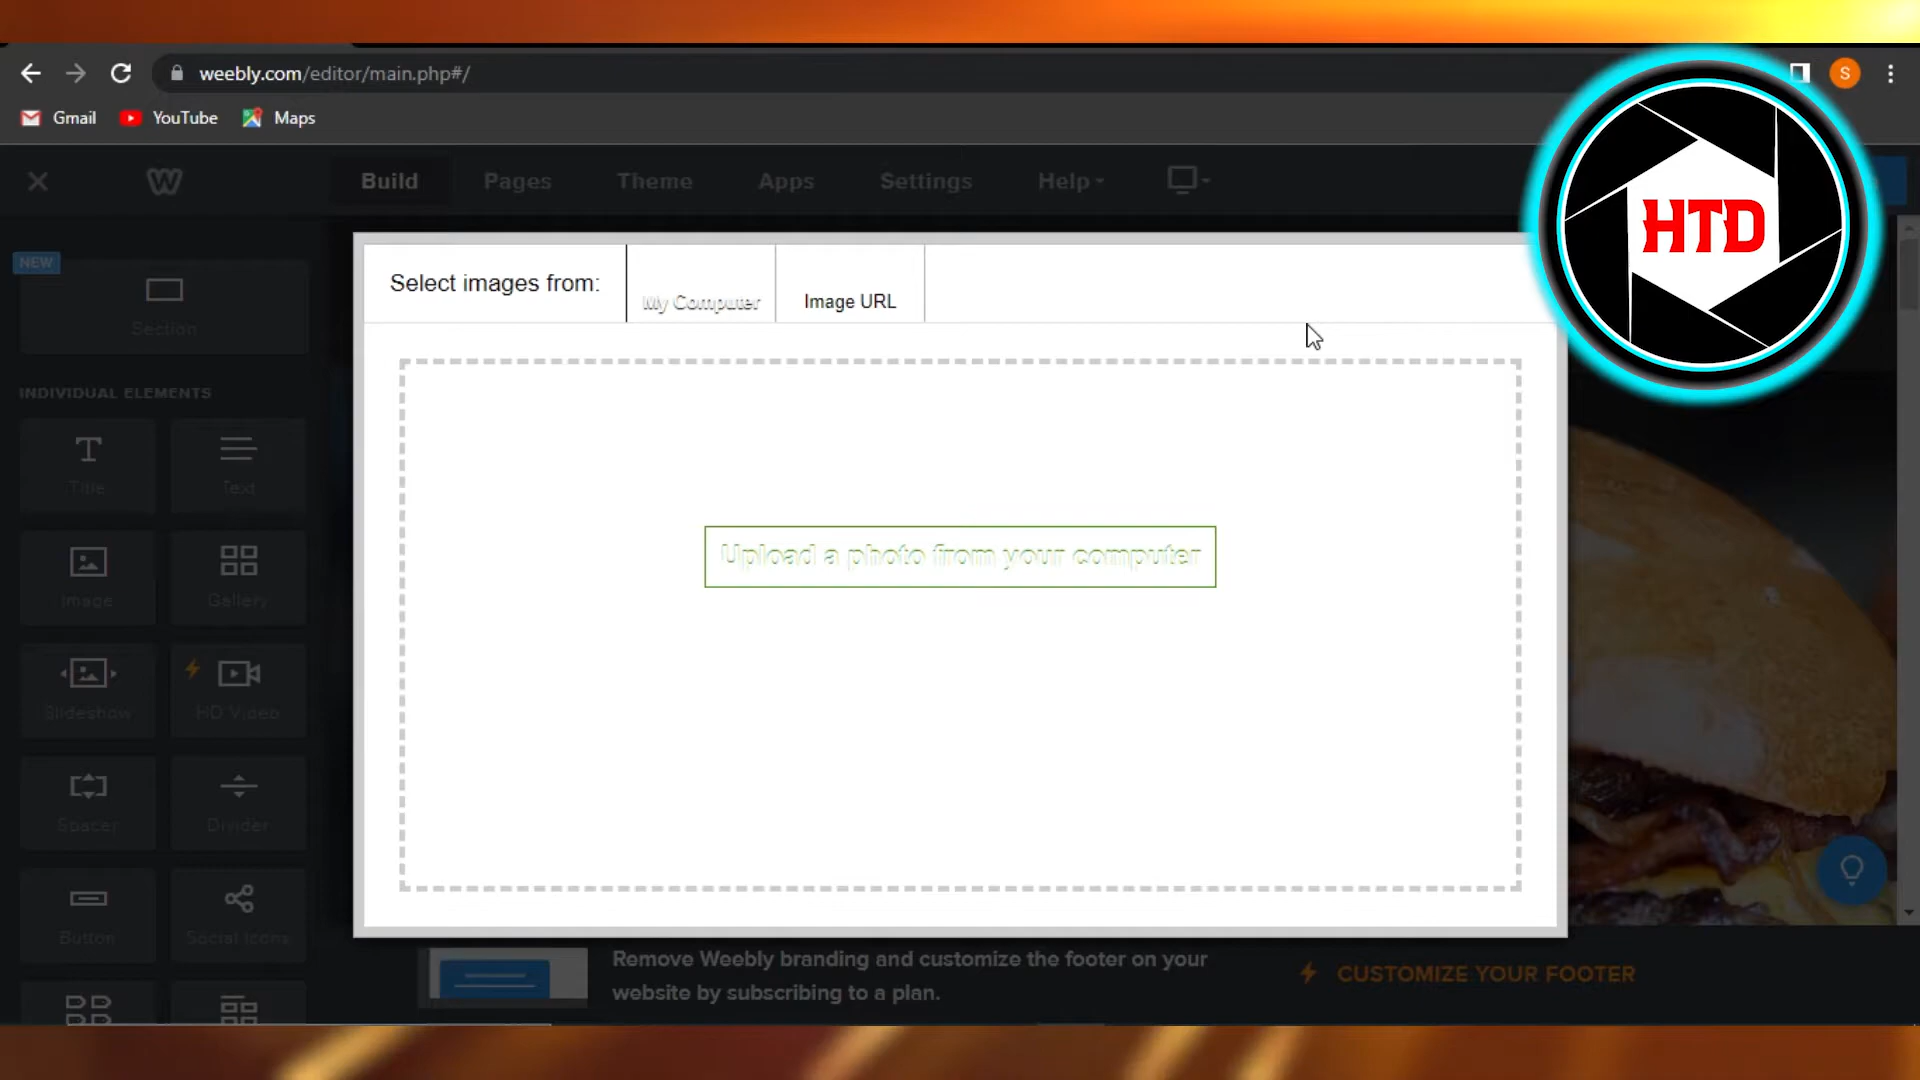 weebly.com/editor/main.php#/
S
Gmail
YouTube
Maps
HTD
W
Build
Pages
Theme
Apps
Settings
Help
NEW
Section
INDIVIDUAL ELEMENTS
Title
Text
Image
Gallery
Slideshow
HD Video
Spacer
Divider
Button
Social Icons
Select images from:
My Computer
Image URL
Upload a photo from your computer
Remove Weebly branding and customize the footer on your
website by subscribing to a plan.
CUSTOMIZE YOUR FOOTER